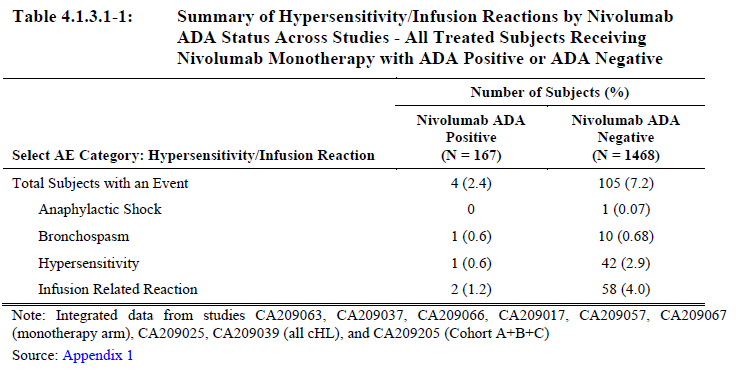 Table 4.1.3.1-1: Summary of Hypersensitivity/Infusion Reactions by Nivolumab
ADA Status Across Studies - All Treated Subjects Receiving
Nivolumab Monotherapy with ADA Positive or ADA Negative
Number of Subjects (%)
Select AE Category: Hypersensitivity/Infusion Reaction
Nivolumab ADA
Positive
(N = 167)
Nivolumab ADA
Negative
(N = 1468)
Total Subjects with an Event 4 (2.4) 105 (7.2)
Anaphylactic Shock 0 1 (0.07)
Bronchospasm 1 (0.6) 10 (0.68)
Hypersensitivity 1 (0.6) 42 (2.9)
Infusion Related Reaction 2 (1.2) 58 (4.0)
Note: Integrated data from studies CA209063, CA209037, CA209066, CA209017, CA209057, CA209067
(monotherapy arm), CA209025, CA209039 (all cHL), and CA209205 (Cohort A+B+C)
Source: Appendix 1